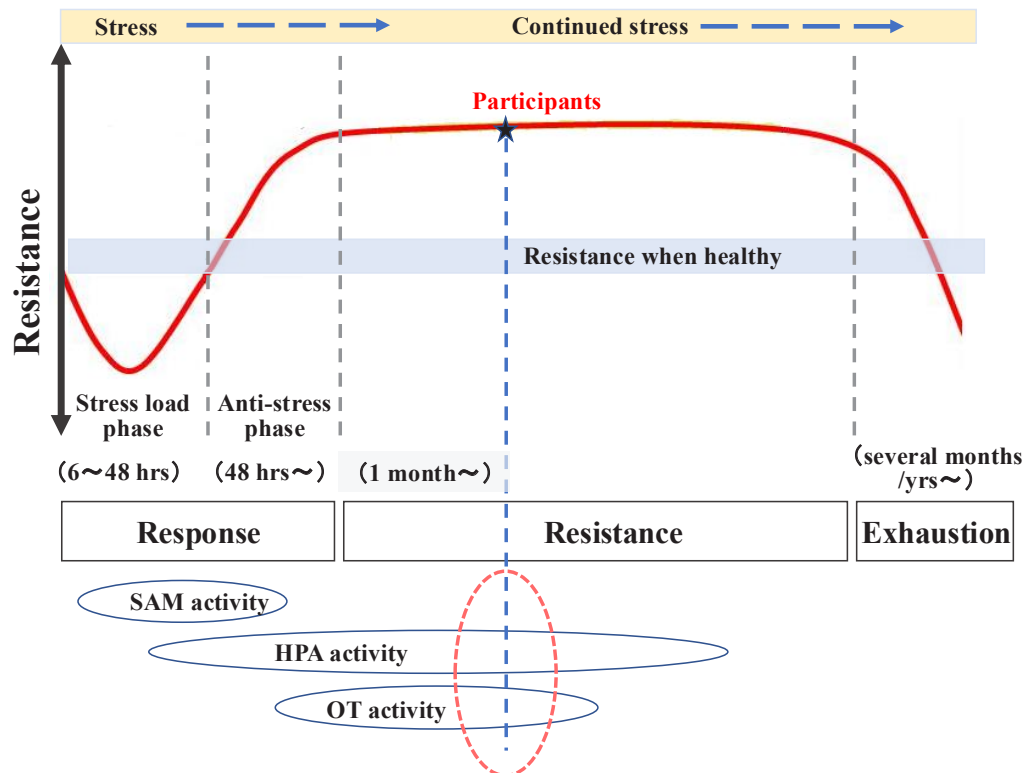 Stress
Continued stress
Participants
Resistance
Resistance when healthy
Stress load
phase
Anti-stress
phase
（6〜48 hrs）
（48 hrs〜）
（1 month〜）
（several months
/yrs〜）
Response
Resistance
Exhaustion
SAM activity
HPA activity
OT activity